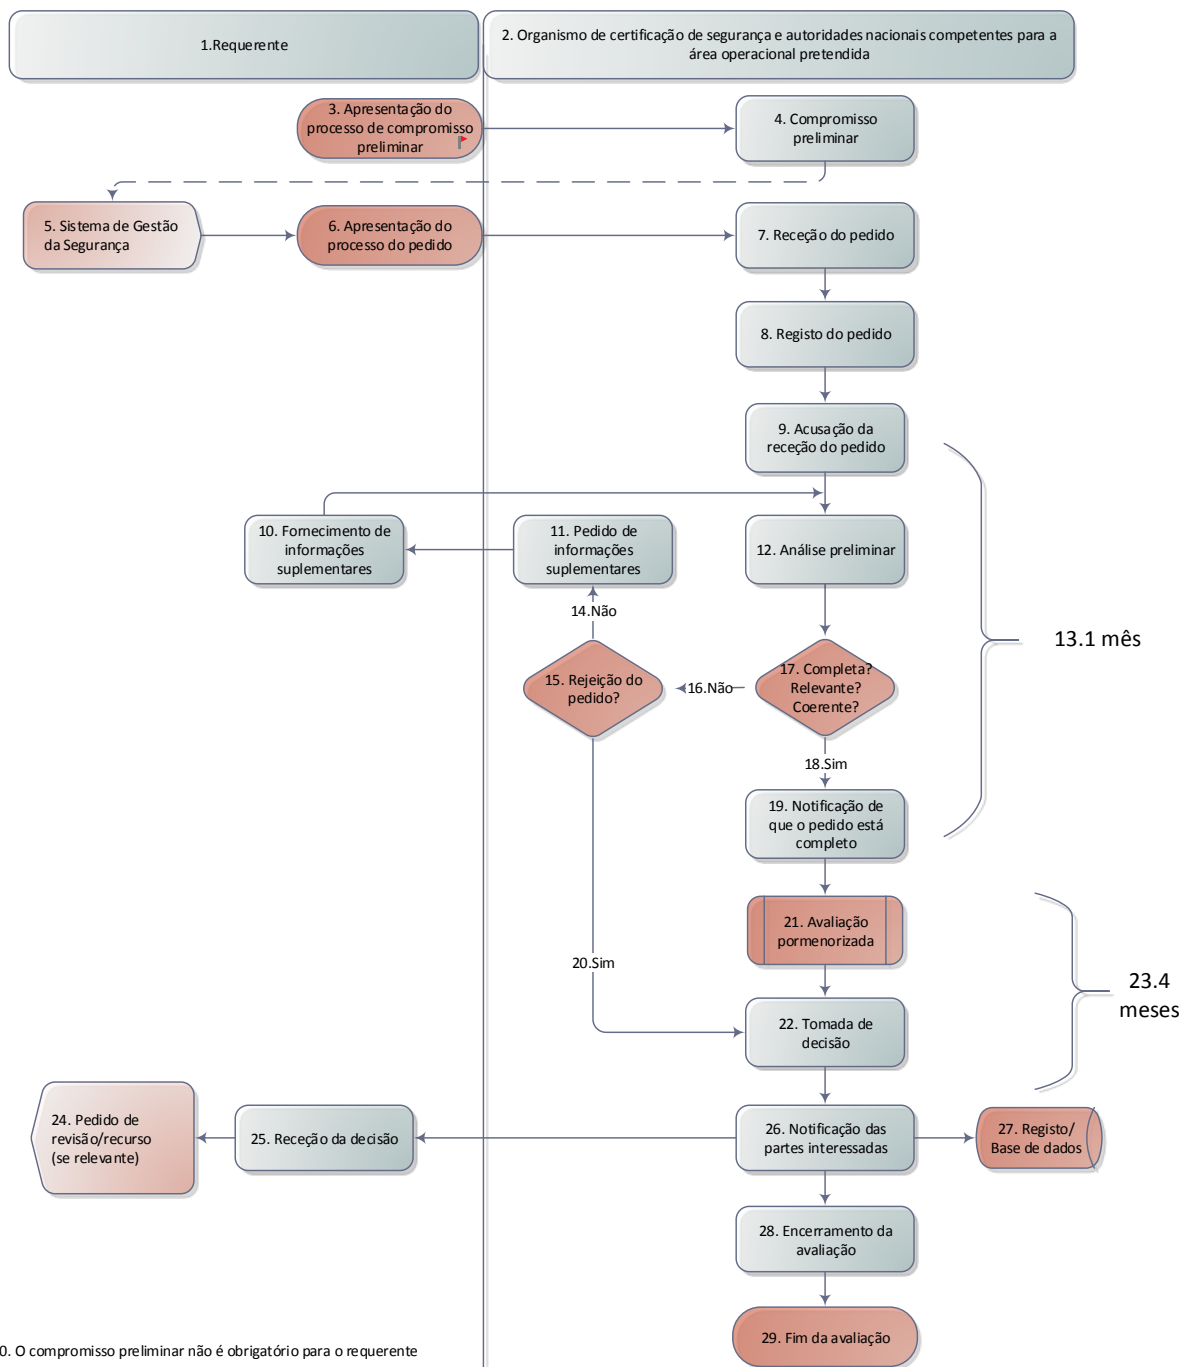 1.Requerente
2. Organismo de certificação de segurança e autoridades nacionais competentes para a
área operacional pretendida
3. Apresentação do
processo de compromisso
preliminar
4. Compromisso
preliminar
5. Sistema de Gestão
da Segurança
6. Apresentação do
processo do pedido
7. Receção do pedido
8. Registo do pedido
9. Acusação da
receção do pedido
10. Fornecimento de
informações
suplementares
11. Pedido de
informações
suplementares
12. Análise preliminar
13.1 mês
14.Não
15. Rejeição do
pedido?
16.Não
17. Completa?
Relevante?
Coerente?
18.Sim
19. Notificação de
que o pedido está
completo
20.Sim
21. Avaliação
pormenorizada
22. Tomada de
decisão
23.4
meses
24. Pedido de
revisão/recurso
(se relevante)
25. Receção da decisão
26. Notificação das
partes interessadas
27. Registo/
Base de dados
28. Encerramento da
avaliação
29. Fim da avaliação
0. O compromisso preliminar não é obrigatório para o requerente